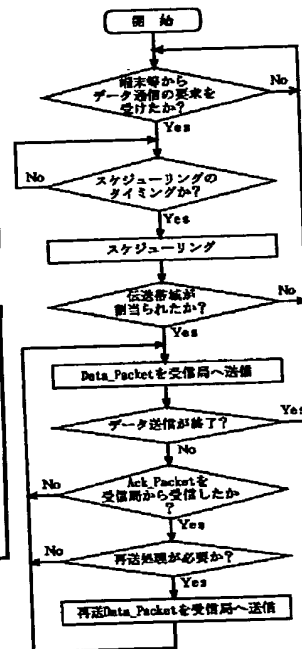 開始
端末等から
データ送信の要求を
受けたか?
No
Yes
スケジューリングの
タイミングか?
No
Yes
スケジューリング
伝送帯域が
割当られたか?
No
Yes
Data_Packetを受信局へ送信
データ送信が終了?
Yes
No
Ack_Packetを
受信局から受信したか
?
No
Yes
再送処理が必要か?
No
Yes
再送Data_Packetを受信局へ送信